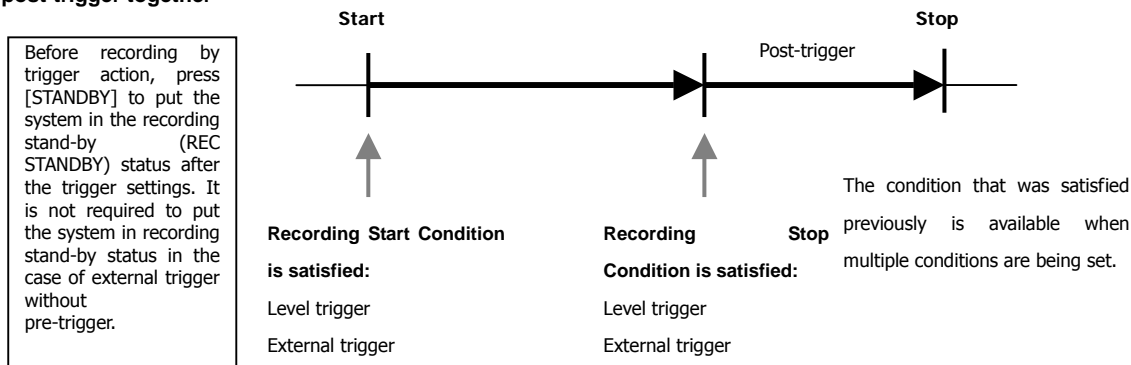 post trigger together
Start
Stop
Post-trigger
Before recording by
trigger action, press
[STANDBY] to put the
system in the recording
stand-by (REC
STANDBY) status after
the trigger settings. It
is not required to put
the system in recording
stand-by status in the
case of external trigger
without
pre-trigger.
Recording Start Condition
is satisfied:
Level trigger
External trigger
Recording Stop
Condition is satisfied:
Level trigger
External trigger
The condition that was satisfied
previously is available when
multiple conditions are being set.